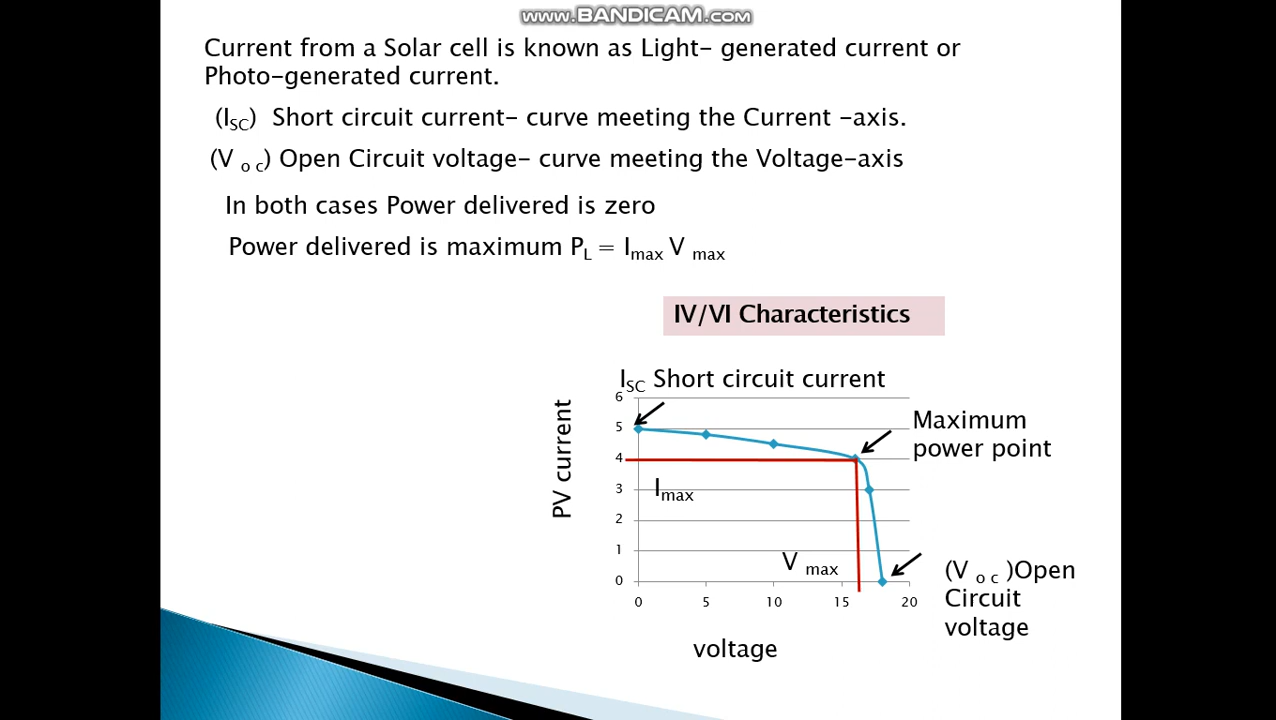 www.BANDICAM.com
Current from a Solar cell is known as Light- generated current or
Photo-generated current.
(ISC) Short circuit current- curve meeting the Current -axis.
(V o c) Open Circuit voltage- curve meeting the Voltage-axis
In both cases Power delivered is zero
Power delivered is maximum PL = Imax V max
IV/VI Characteristics
ISC Short circuit current
6
5
4
3
2
1
0
PV current
Maximum
power point
Imax
V max
(V o c )Open
Circuit
voltage
0 5 10 15 20
voltage